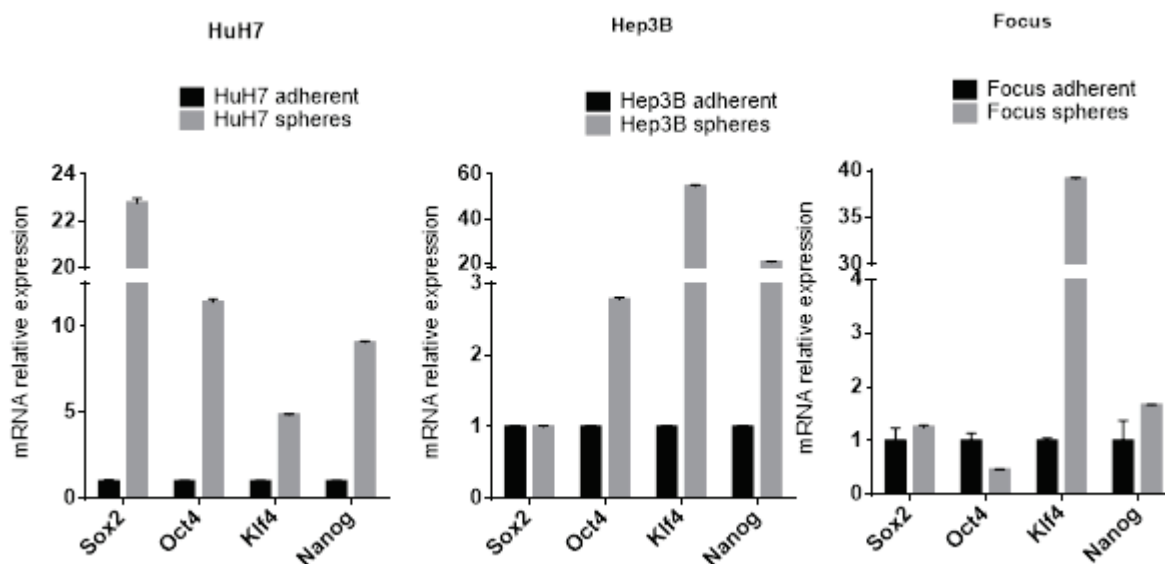 HuH7
HuH7 adherent
HuH7 spheres
mRNA relative expression
24
22
20
10
5
0
Sox2
Oct4
Klf4
Nanog
Hep3B
Hep3B adherent
Hep3B spheres
mRNA relative expression
60
40
20
3
2
1
0
Sox2
Oct4
Klf4
Nanog
Focus
Focus adherent
Focus spheres
mRNA relative expression
40
38
36
30
4
3
2
1
0
Sox2
Oct4
Klf4
Nanog